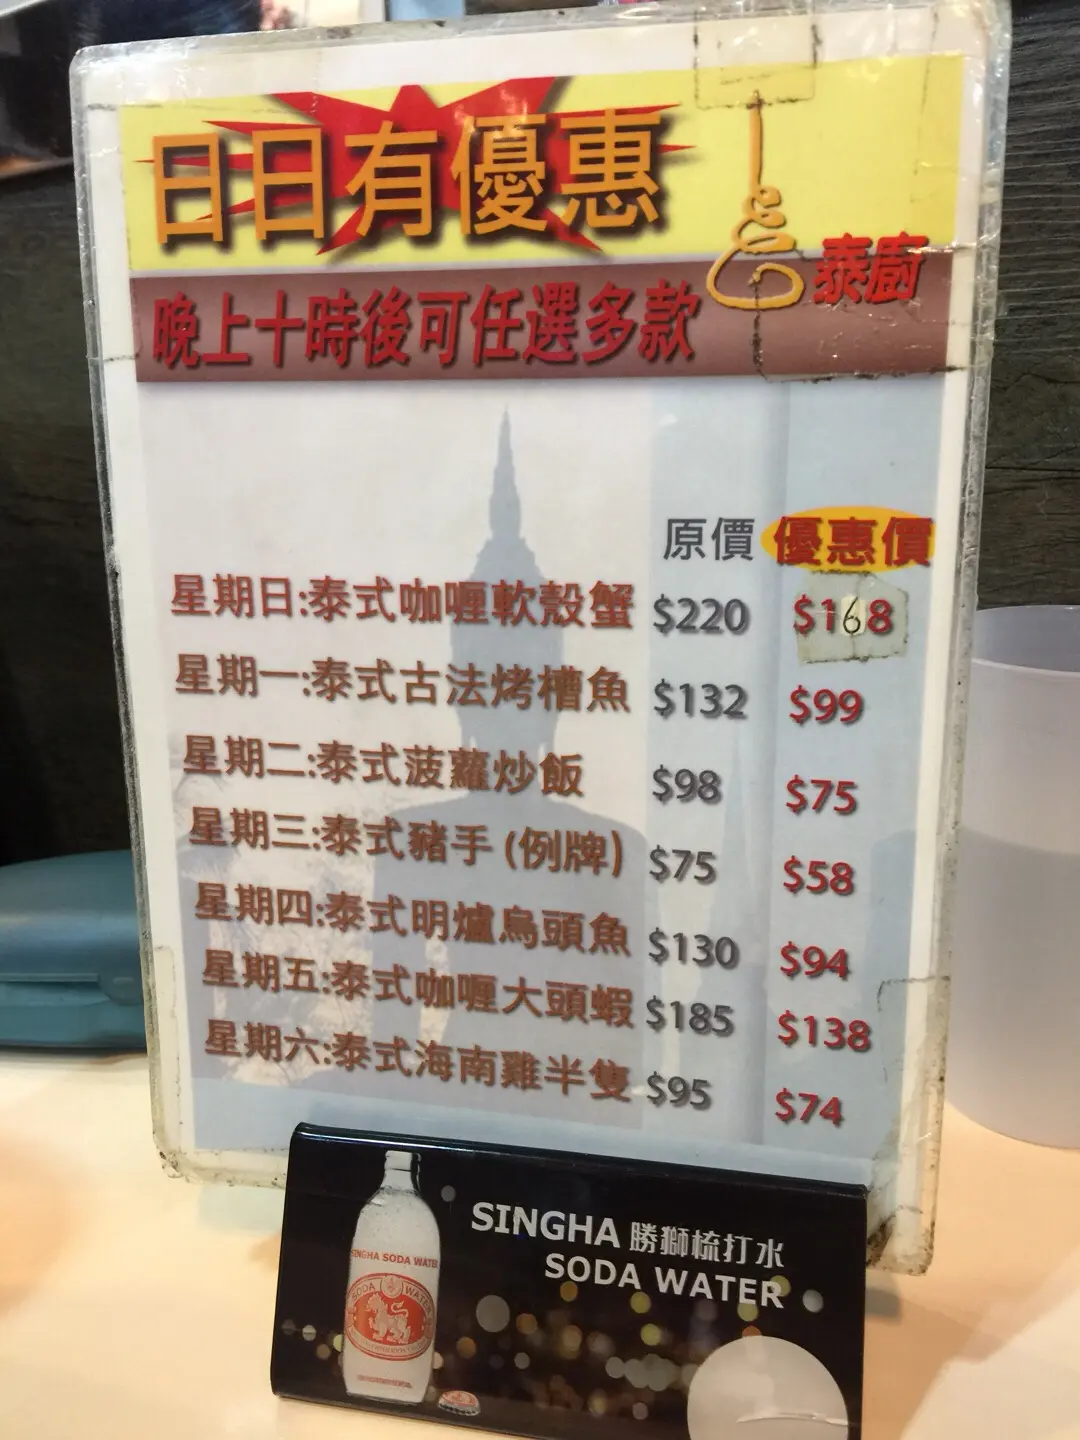 日日有優惠
泰廚
晚上十時後可任選多款
原價 優惠價
星期日:泰式咖喱軟殼蟹 $220 $168
星期一:泰式古法烤槽魚 $132 $99
星期二:泰式菠蘿炒飯 $98 $75
星期三:泰式豬手 (例牌) $75 $58
星期四:泰式明爐烏頭魚 $130 $94
星期五:泰式咖喱大頭蝦 $185 $138
星期六:泰式海南雞半隻 $95 $74
SINGHA 勝獅梳打水
SODA WATER
SINGHA SODA WATER
SODA WATER